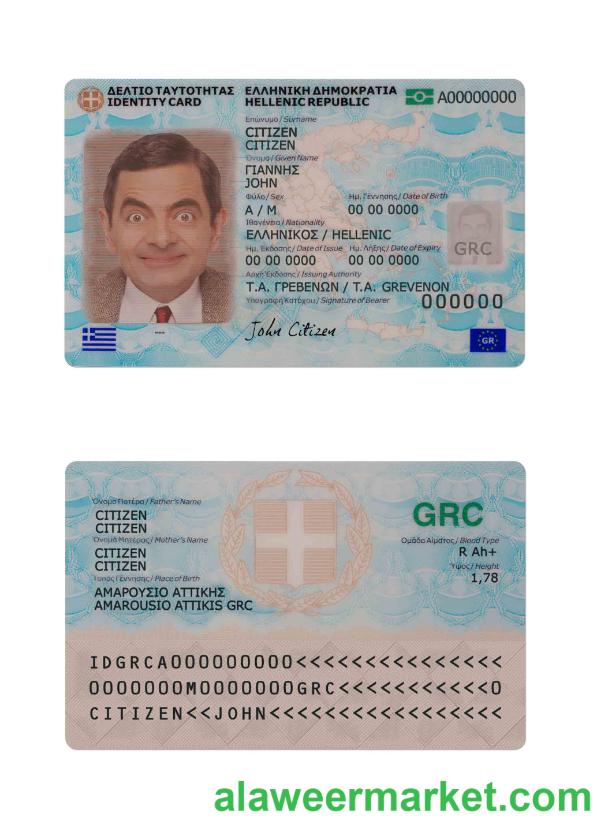 ΔΕΛΤΙΟ ΤΑΥΤΟΤΗΤΑΣ ΕΛΛΗΝΙΚΗ ΔΗΜΟΚΡΑΤΙΑ
IDENTITY CARD HELLENIC REPUBLIC A00000000
Επώνυμο / Surname
CITIZEN
CITIZEN
Όνομα / Given Name
ΓΙΑΝΝΗΣ
JOHN
Φύλο / Sex Ημ. Γέννησης / Date of Birth
A / M 00 00 0000
Ιθαγένεια / Nationality
ΕΛΛΗΝΙΚΟΣ / HELLENIC
Ημ. Έκδοσης / Date of Issue Ημ. Λήξης / Date of Expiry
00 00 0000 00 00 0000
GRC
Αρχή Έκδοσης / Issuing Authority
Τ.Α. ΓΡΕΒΕΝΩΝ / T.A. GREVENON
Υπογραφή Κατόχου / Signature of Bearer 000000
John Citizen
GR
Όνομα Πατέρα / Father's Name
CITIZEN
CITIZEN
Όνομα Μητέρας / Mother's Name
CITIZEN
CITIZEN
Τόπος Γέννησης / Place of Birth
ΑΜΑΡΟΥΣΙΟ ΑΤΤΙΚΗΣ
AMAROUSIO ATTIKIS GRC
GRC
Ομάδα Αίματος / Blood Type
R Ah+
Ύψος / Height
1,78
IDGRCA000000000<<<<<<<<<<<<<<<
0000000M0000000GRC<<<<<<<<<<<0
CITIZEN<<JOHN<<<<<<<<<<<<<<<<<
alaweermarket.com